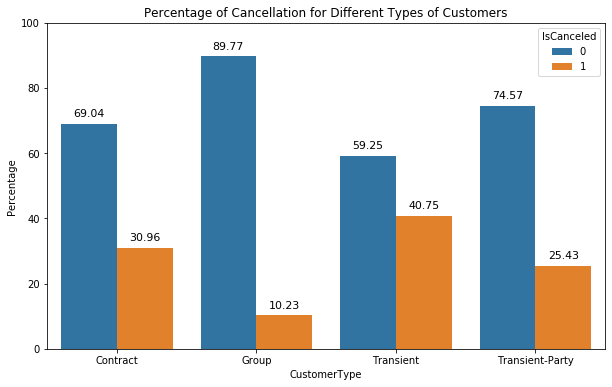 Percentage of Cancellation for Different Types of Customers
100
80
60
40
20
0
Percentage
69.04
30.96
89.77
10.23
59.25
40.75
74.57
25.43
IsCanceled
0
1
Contract
Group
Transient
Transient-Party
CustomerType